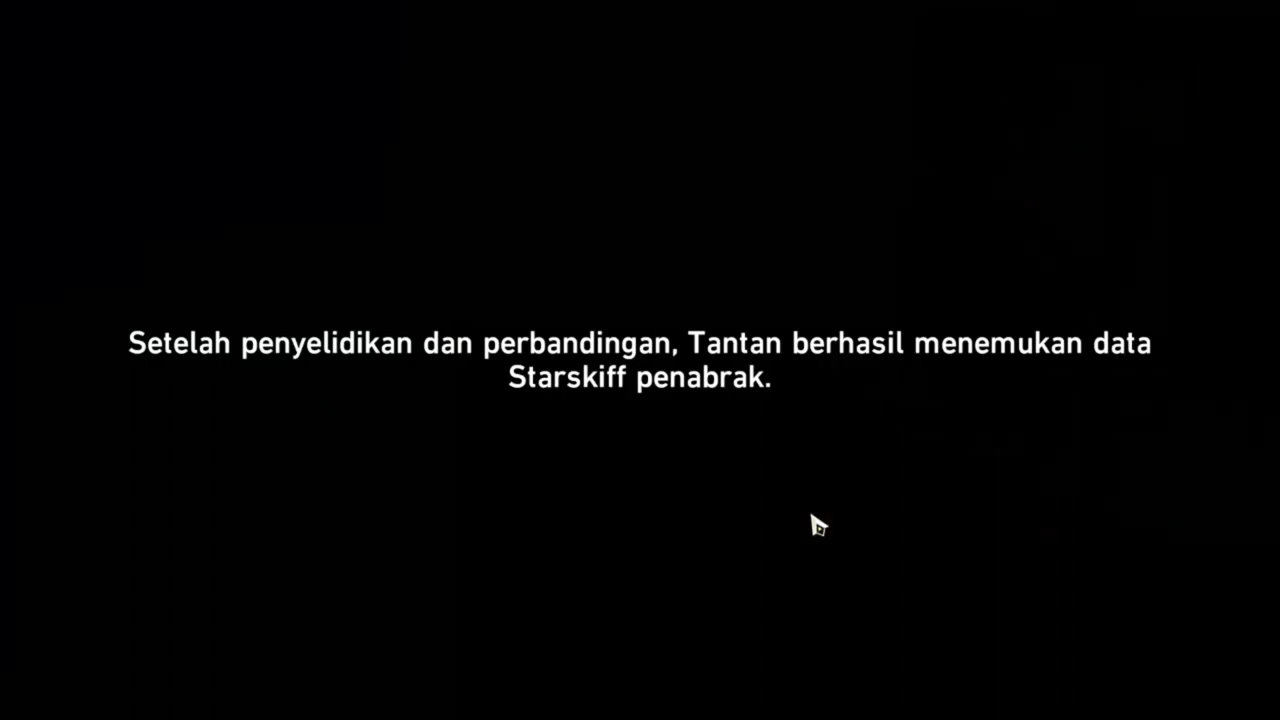 Setelah penyelidikan dan perbandingan, Tantan berhasil menemukan data
Starskiff penabrak.